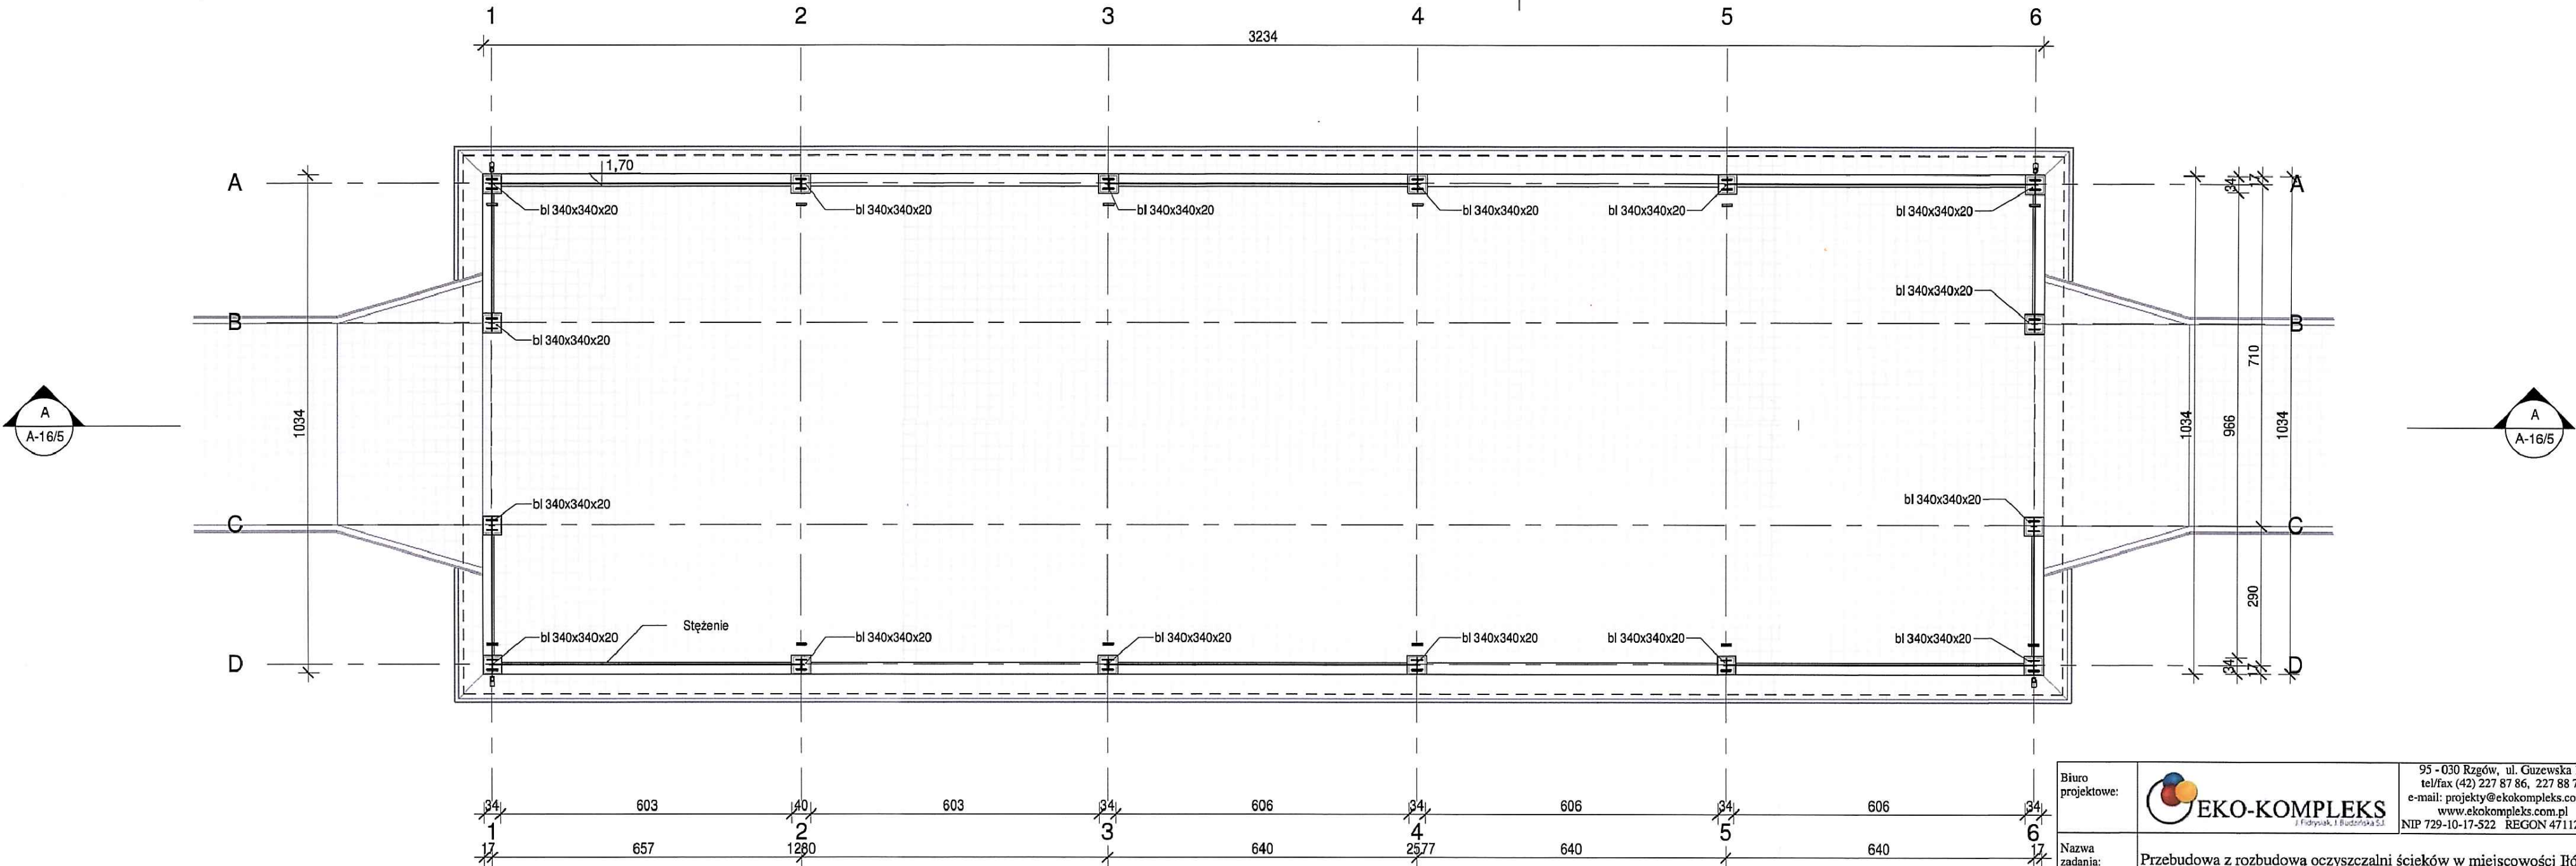 1 2 3 4 5 6
3234
A 1,70 34 17 A
bl 340x340x20 bl 340x340x20 bl 340x340x20 bl 340x340x20 bl 340x340x20 bl 340x340x20
bl 340x340x20
B B
bl 340x340x20
710
A
A-16/5
1034
1034 966 1034
A
A-16/5
bl 340x340x20 bl 340x340x20
C C
290
Stężenie
bl 340x340x20 bl 340x340x20 bl 340x340x20 bl 340x340x20 bl 340x340x20 bl 340x340x20
D 34 17 D
34 603 40 603 34 606 34 606 34 606 34
1 2 3 4 5 6
17 657 1280 640 2577 640 640 17
Biuro
projektowe:
EKO-KOMPLEKS
J. Fidrysiak, J. Budzińska S.J.
95 - 030 Rzgów, ul. Guzewska
tel/fax (42) 227 87 86, 227 88
e-mail: projekty@ekokompleks.co
www.ekokompleks.com.pl
NIP 729-10-17-522 REGON 4711
Nazwa
zadania:
Przebudowa z rozbudową oczyszczalni ścieków w miejscowości